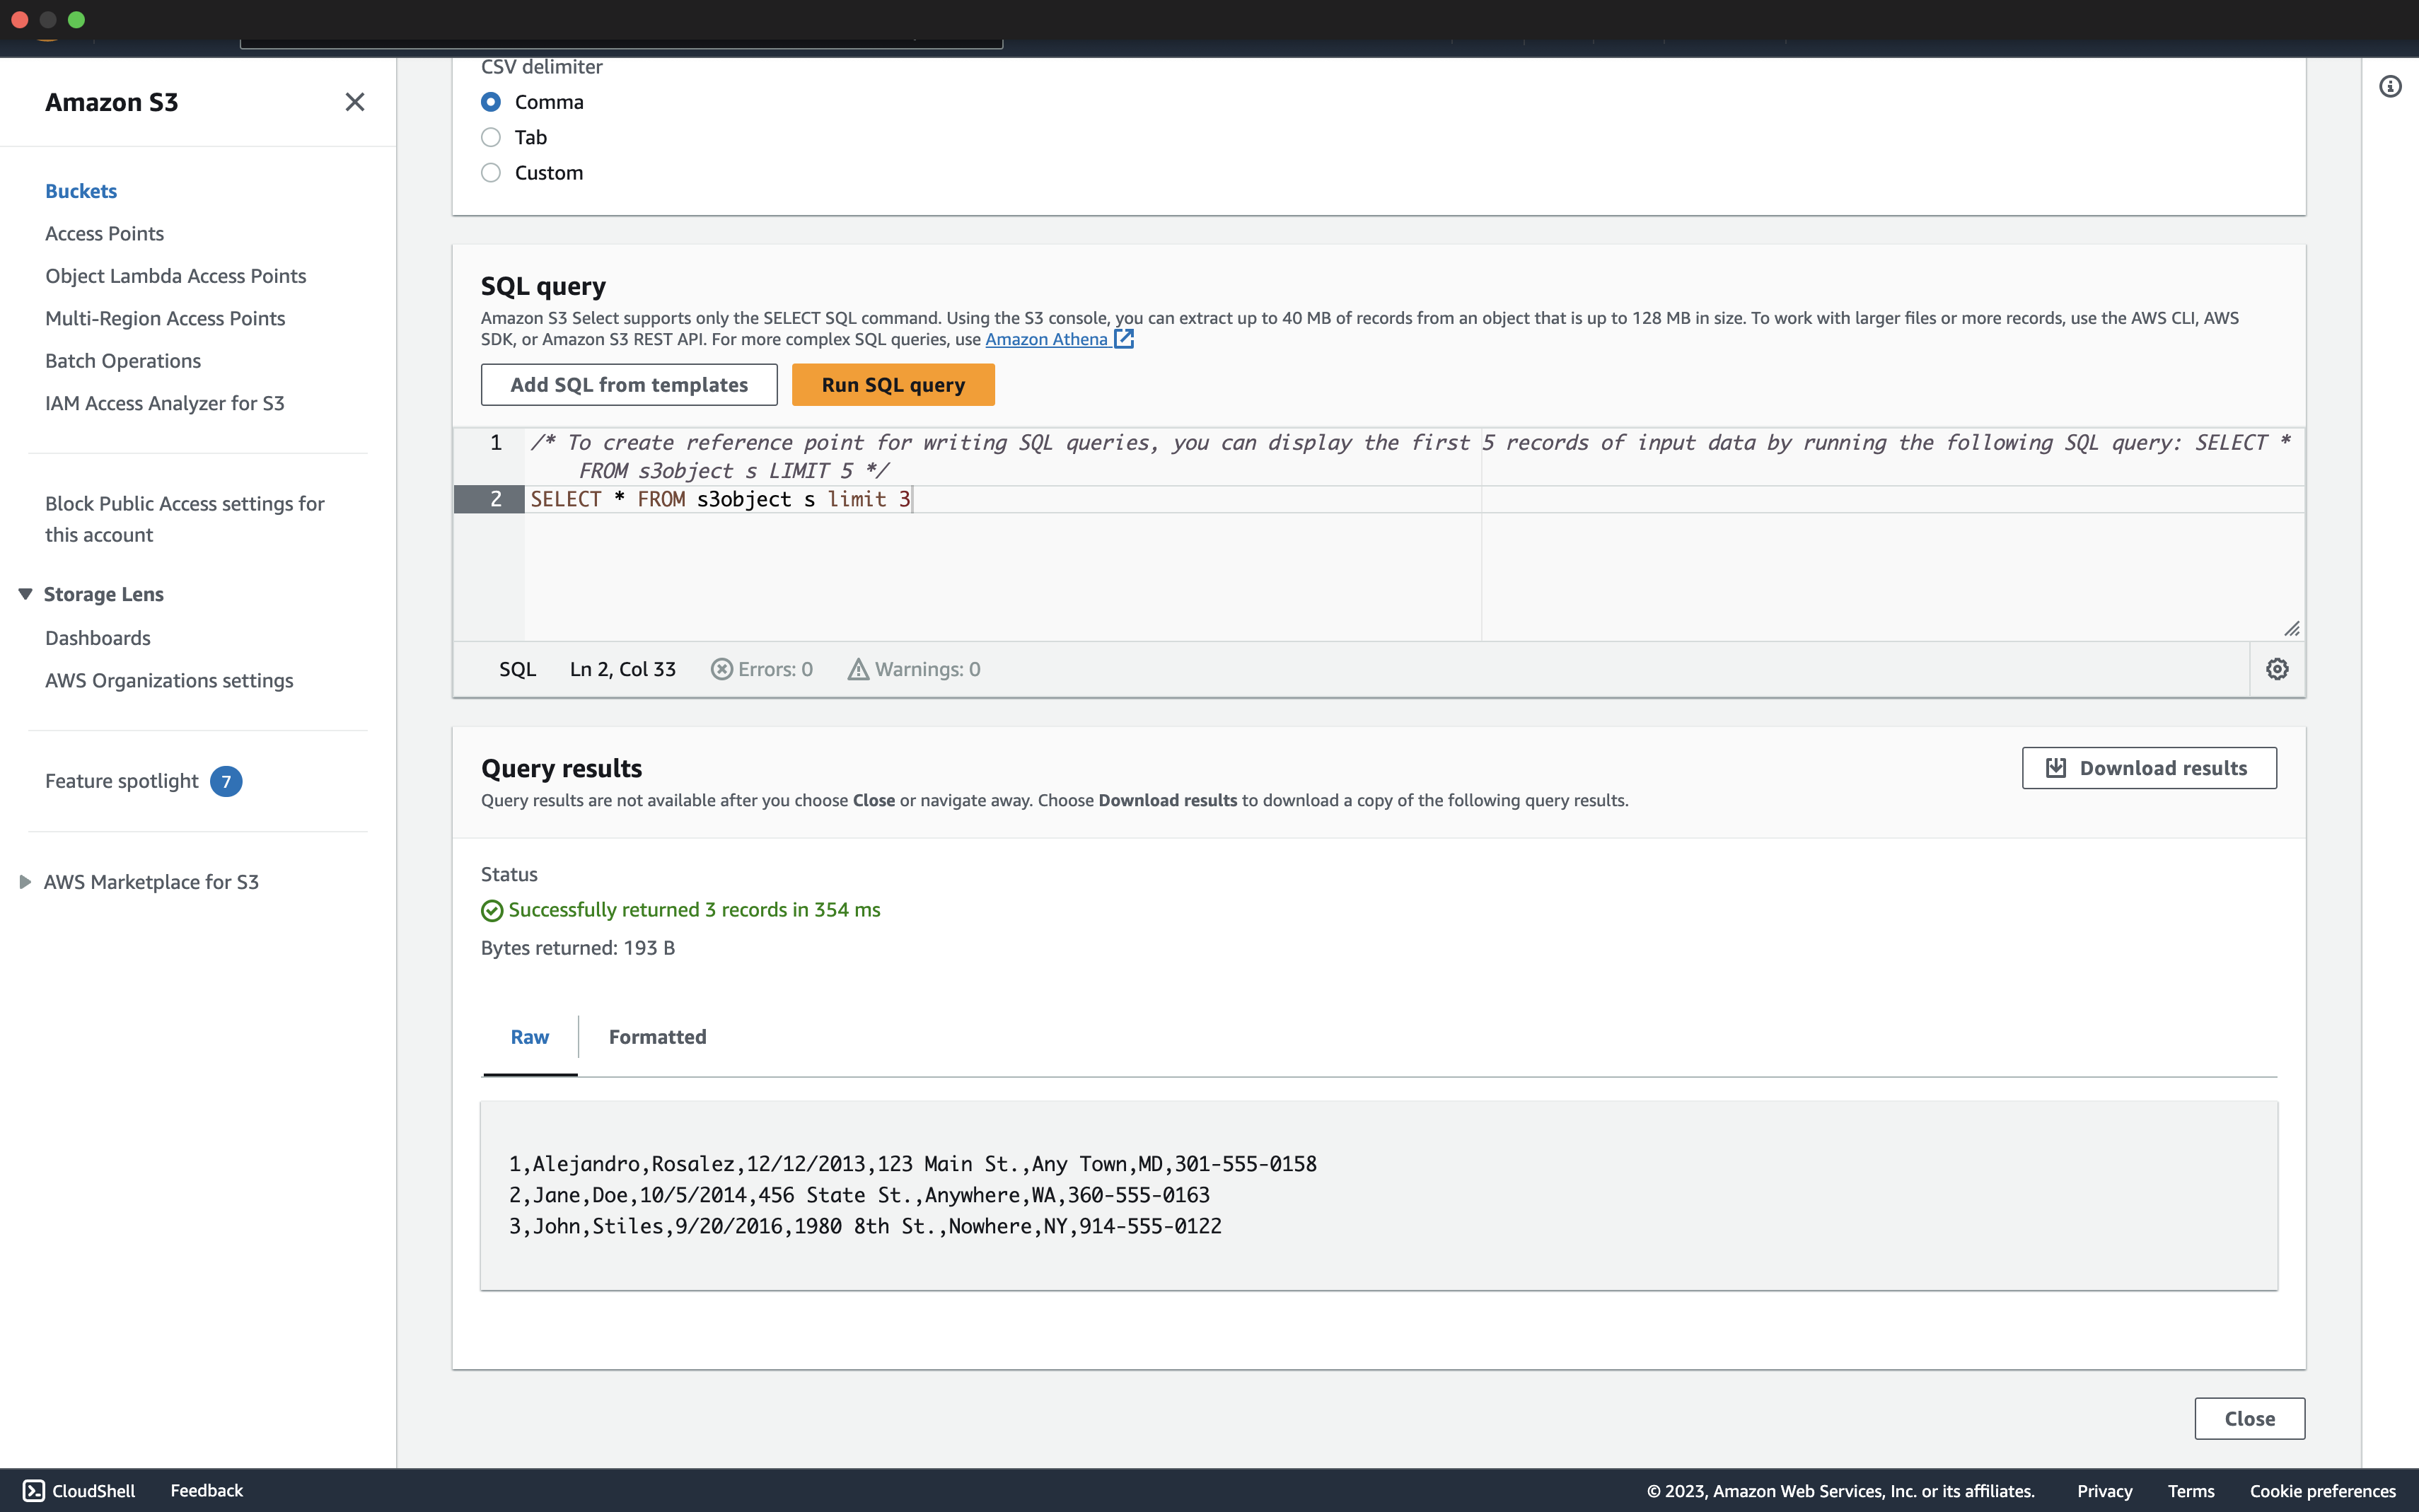 CSV delimiter
Amazon S3
Comma
Tab
Custom
Buckets
Access Points
Object Lambda Access Points
Multi-Region Access Points
Batch Operations
IAM Access Analyzer for S3
Block Public Access settings for
this account
Storage Lens
Dashboards
AWS Organizations settings
Feature spotlight 7
AWS Marketplace for S3
SQL query
Amazon S3 Select supports only the SELECT SQL command. Using the S3 console, you can extract up to 40 MB of records from an object that is up to 128 MB in size. To work with larger files or more records, use the AWS CLI, AWS
SDK, or Amazon S3 REST API. For more complex SQL queries, use Amazon Athena
Add SQL from templates
Run SQL query
1 /* To create reference point for writing SQL queries, you can display the first 5 records of input data by running the following SQL query: SELECT *
FROM s3object s LIMIT 5 */
2 SELECT * FROM s3object s limit 3
SQL Ln 2, Col 33 Errors: 0 Warnings: 0
Query results
Download results
Query results are not available after you choose Close or navigate away. Choose Download results to download a copy of the following query results.
Status
Successfully returned 3 records in 354 ms
Bytes returned: 193 B
Raw Formatted
1,Alejandro,Rosalez,12/12/2013,123 Main St.,Any Town,MD,301-555-0158
2,Jane,Doe,10/5/2014,456 State St.,Anywhere,WA,360-555-0163
3,John,Stiles,9/20/2016,1980 8th St.,Nowhere,NY,914-555-0122
Close
CloudShell Feedback © 2023, Amazon Web Services, Inc. or its affiliates. Privacy Terms Cookie preferences